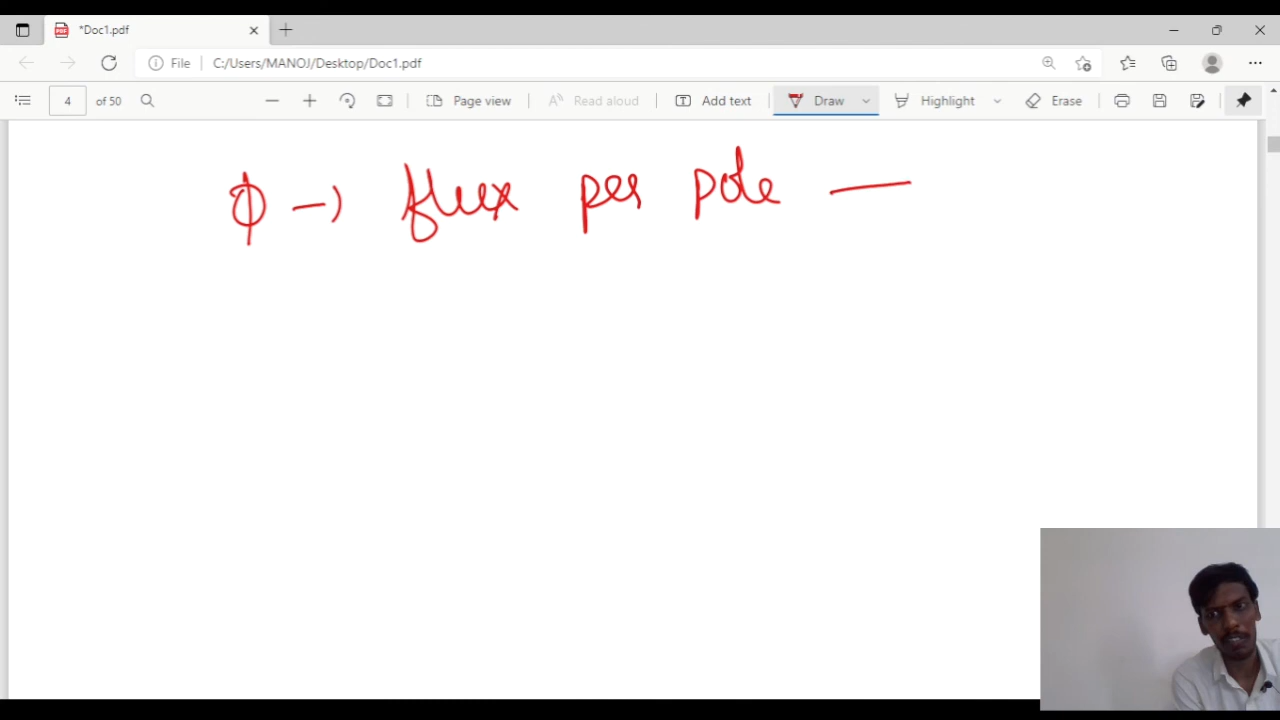 *Doc1.pdf
File C:/Users/MANOJ/Desktop/Doc1.pdf
4 of 50 Page view Read aloud Add text Draw Highlight Erase
ϕ → flux per pole —